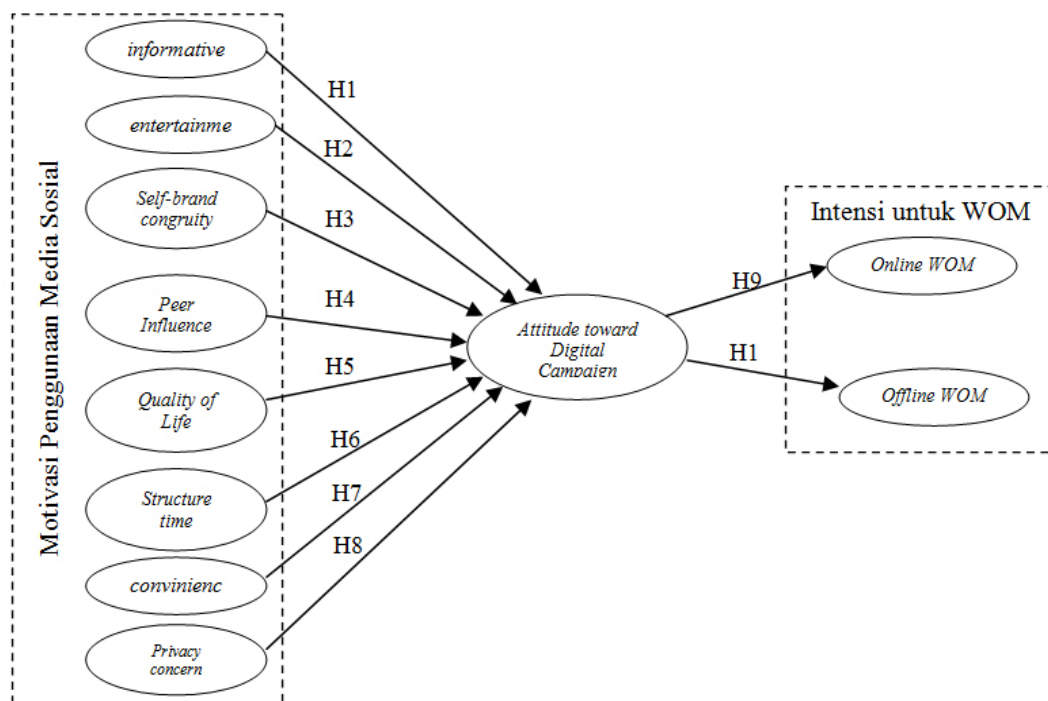 Motivasi Penggunaan Media Sosial
informative
entertainme
Self-brand
congruity
Peer
Influence
Quality of
Life
Structure
time
convinienc
Privacy
concern
H1
H2
H3
H4
H5
H6
H7
H8
Attitude toward
Digital
Campaign
H9
H1
Intensi untuk WOM
Online WOM
Offline WOM